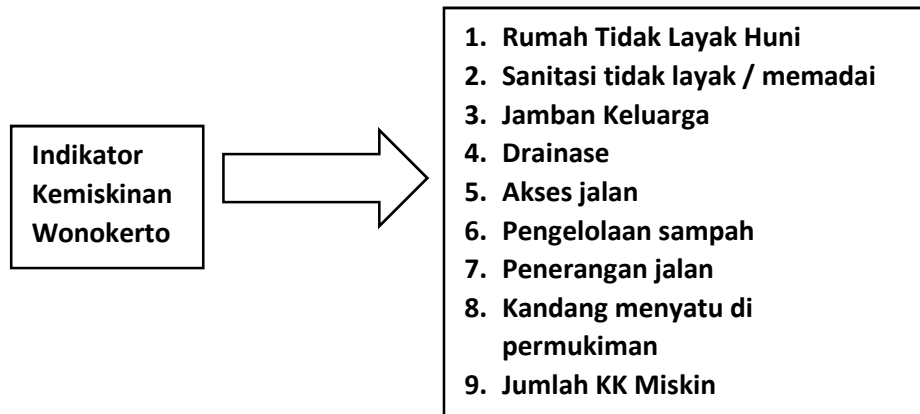 Indikator
Kemiskinan
Wonokerto
1. Rumah Tidak Layak Huni
2. Sanitasi tidak layak / memadai
3. Jamban Keluarga
4. Drainase
5. Akses jalan
6. Pengelolaan sampah
7. Penerangan jalan
8. Kandang menyatu di
permukiman
9. Jumlah KK Miskin